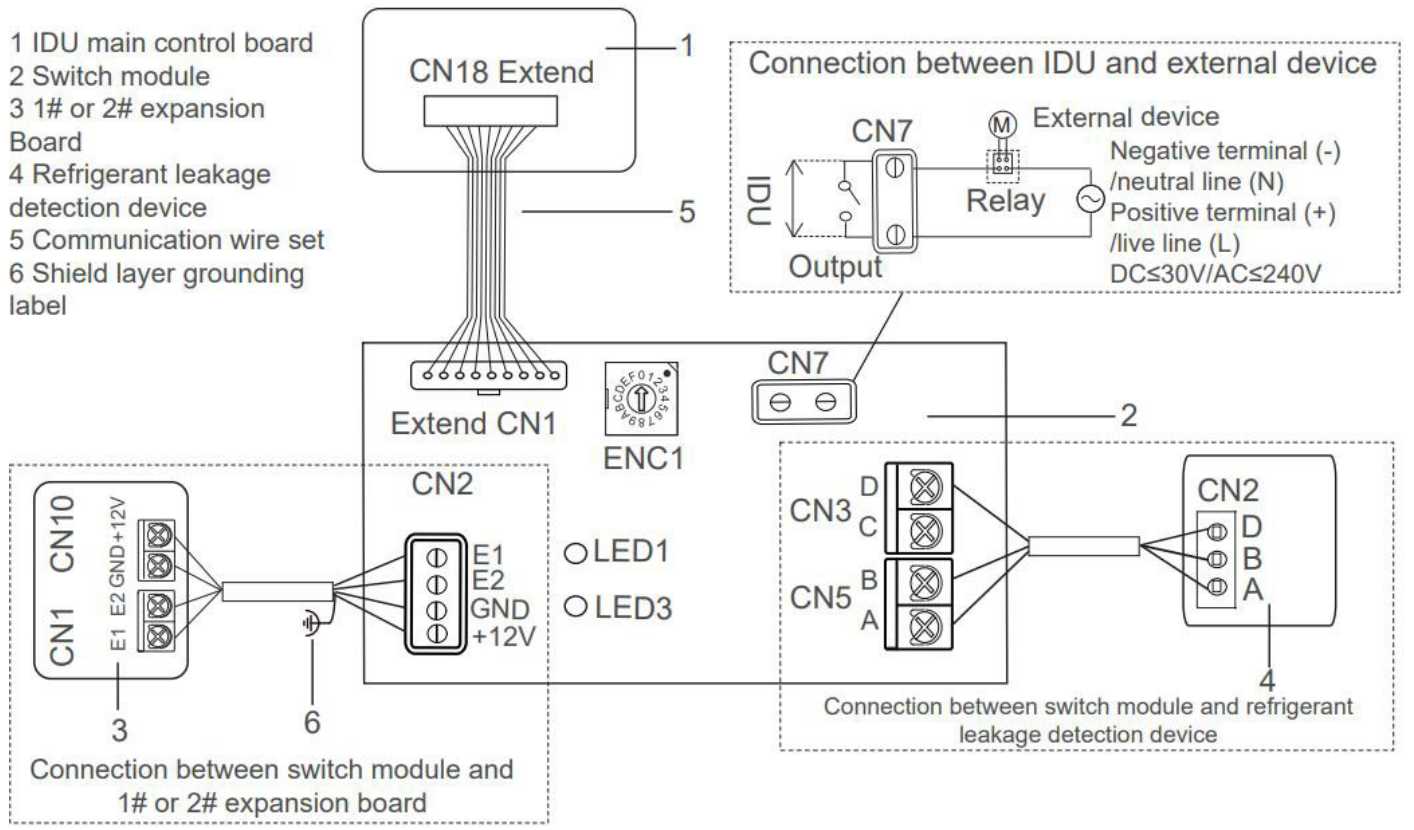 1 IDU main control board
2 Switch module
3 1# or 2# expansion
Board
4 Refrigerant leakage
detection device
5 Communication wire set
6 Shield layer grounding
label
CN18 Extend
1
5
Connection between IDU and external device
CN7
M
External device
Negative terminal (-)
/neutral line (N)
Positive terminal (+)
/live line (L)
DC≤30V/AC≤240V
IDU
Relay
Output
Extend CN1
0123456789ABCDEF
ENC1
CN7
2
CN10
+12V
GND
CN1
E2
E1
3
6
CN2
E1
E2
GND
+12V
LED1
LED3
Connection between switch module and
1# or 2# expansion board
CN3
D
C
CN5
B
A
CN2
D
B
A
4
Connection between switch module and refrigerant
leakage detection device